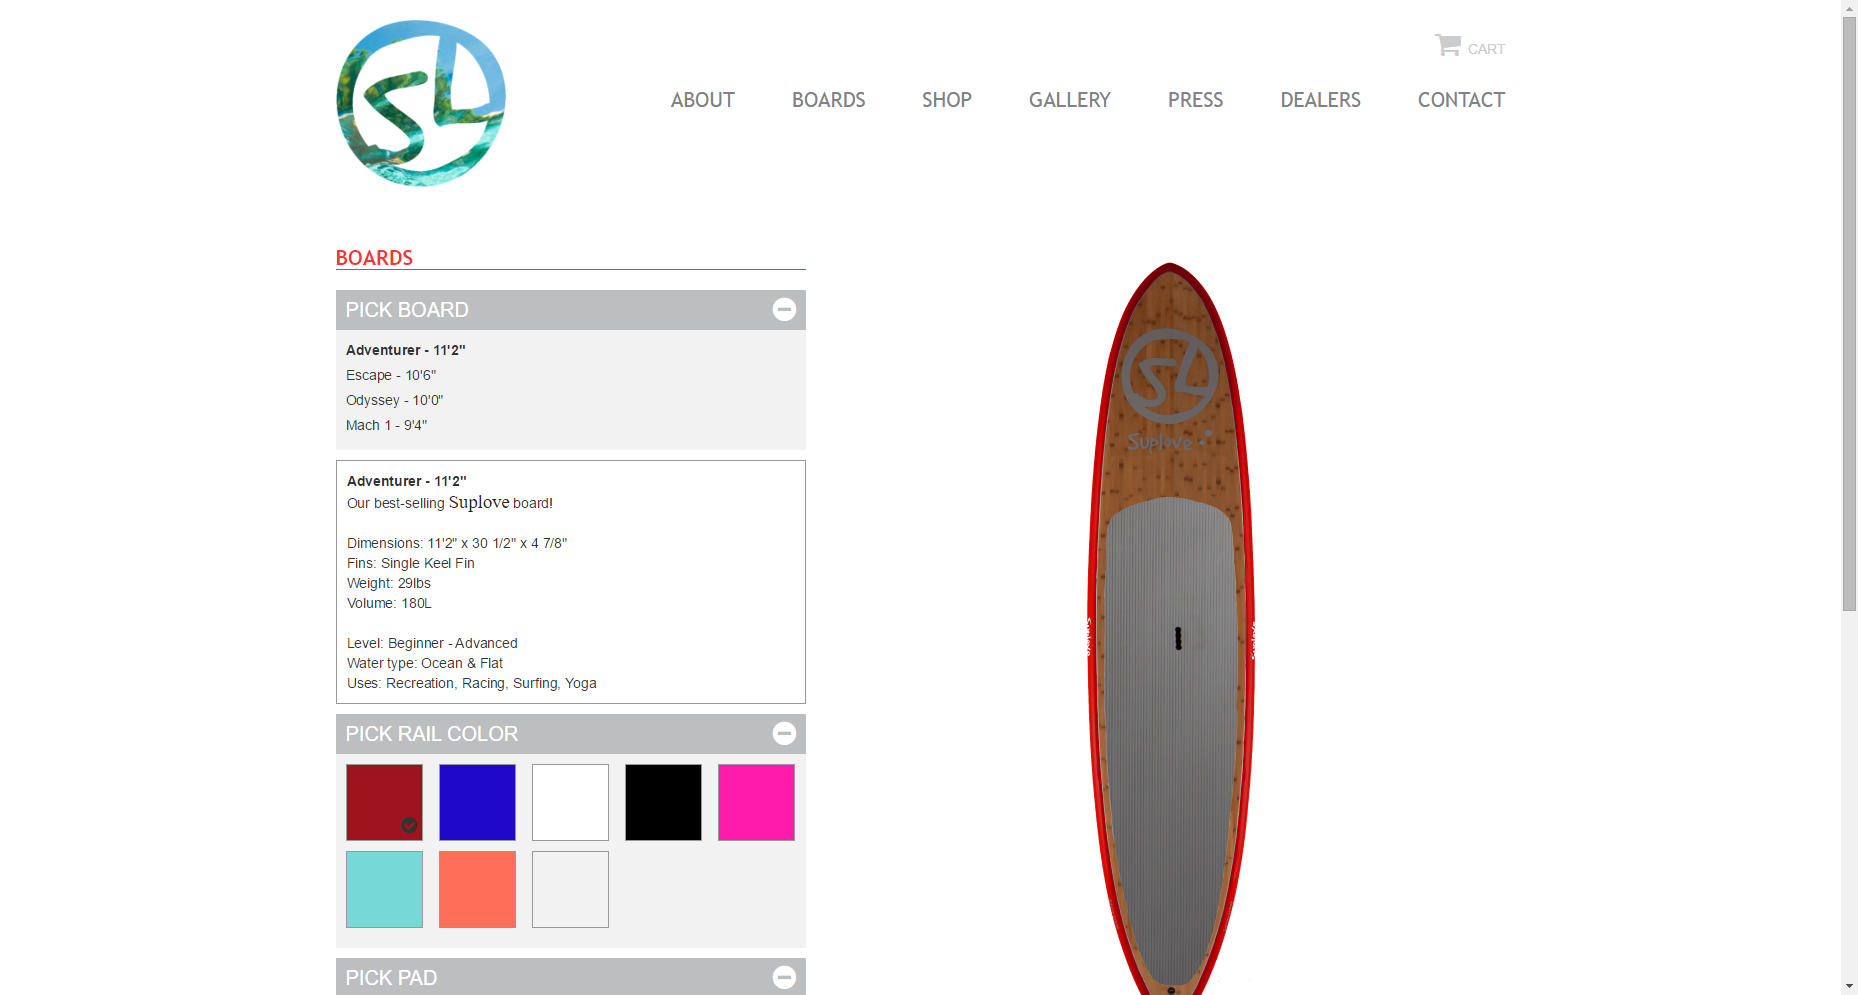 SL
CART
ABOUT BOARDS SHOP GALLERY PRESS DEALERS CONTACT
BOARDS
PICK BOARD
Adventurer - 11'2"
Escape - 10'6"
Odyssey - 10'0"
Mach 1 - 9'4"
Adventurer - 11'2"
Our best-selling Suplove board!
Dimensions: 11'2" x 30 1/2" x 4 7/8"
Fins: Single Keel Fin
Weight: 29lbs
Volume: 180L
Level: Beginner - Advanced
Water type: Ocean & Flat
Uses: Recreation, Racing, Surfing, Yoga
PICK RAIL COLOR
PICK PAD
SL
Suplove